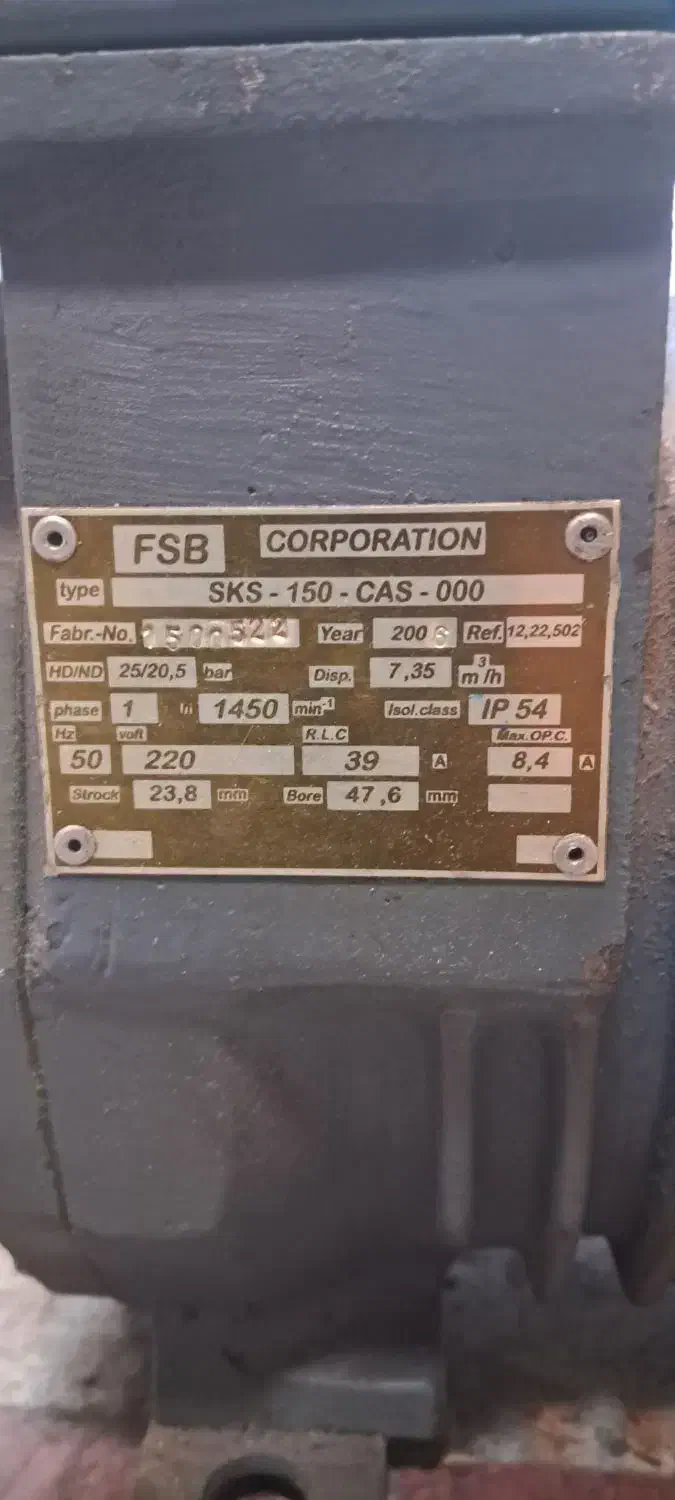 FSB CORPORATION
type SKS - 150 - CAS - 000
Fabr.-No. Year 2006 Ref. 12,22,502
HD/ND 25/20,5 bar Disp. 7,35 m³/h
phase 1 1450 min⁻¹ Isol.class IP 54
Hz volt R.L.C Max.OP.C.
50 220 39 A 8,4 A
Strock 23,8 mm Bore 47,6 mm